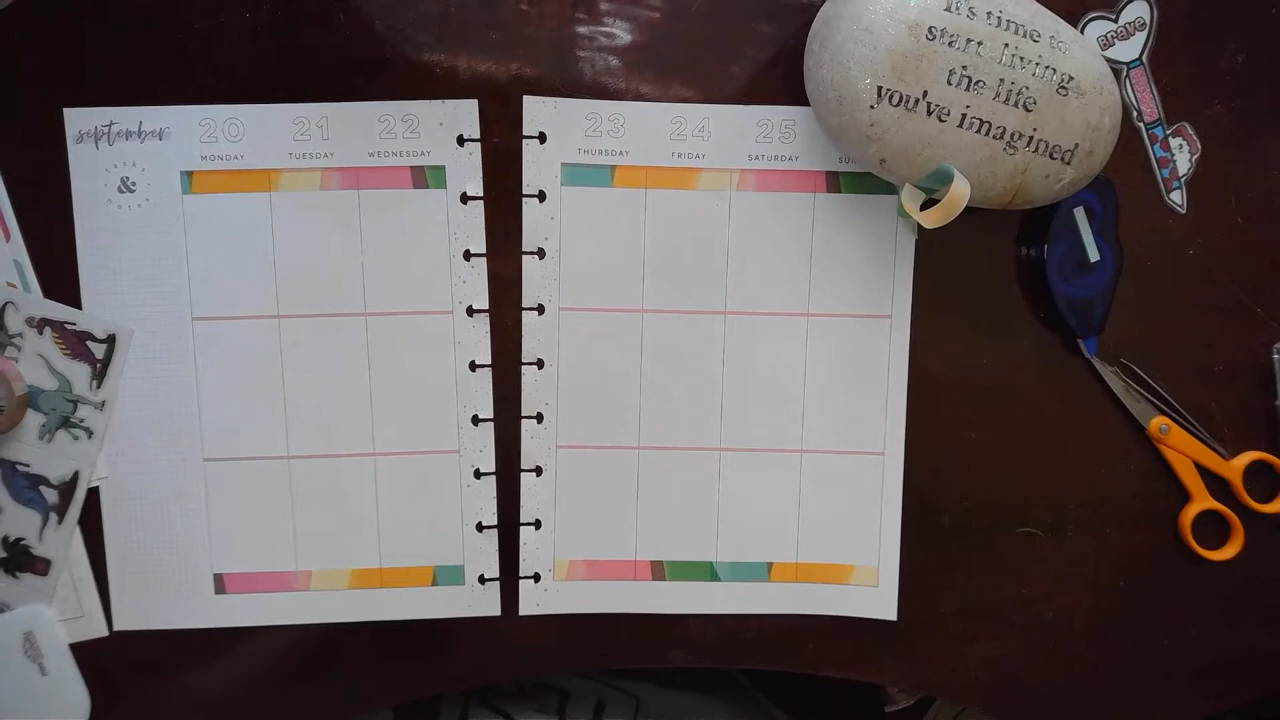 It's time to
start living
the life
you've imagined
BRAVE
september
20 21 22
MONDAY TUESDAY WEDNESDAY
&
notes
23 24 25
THURSDAY FRIDAY SATURDAY